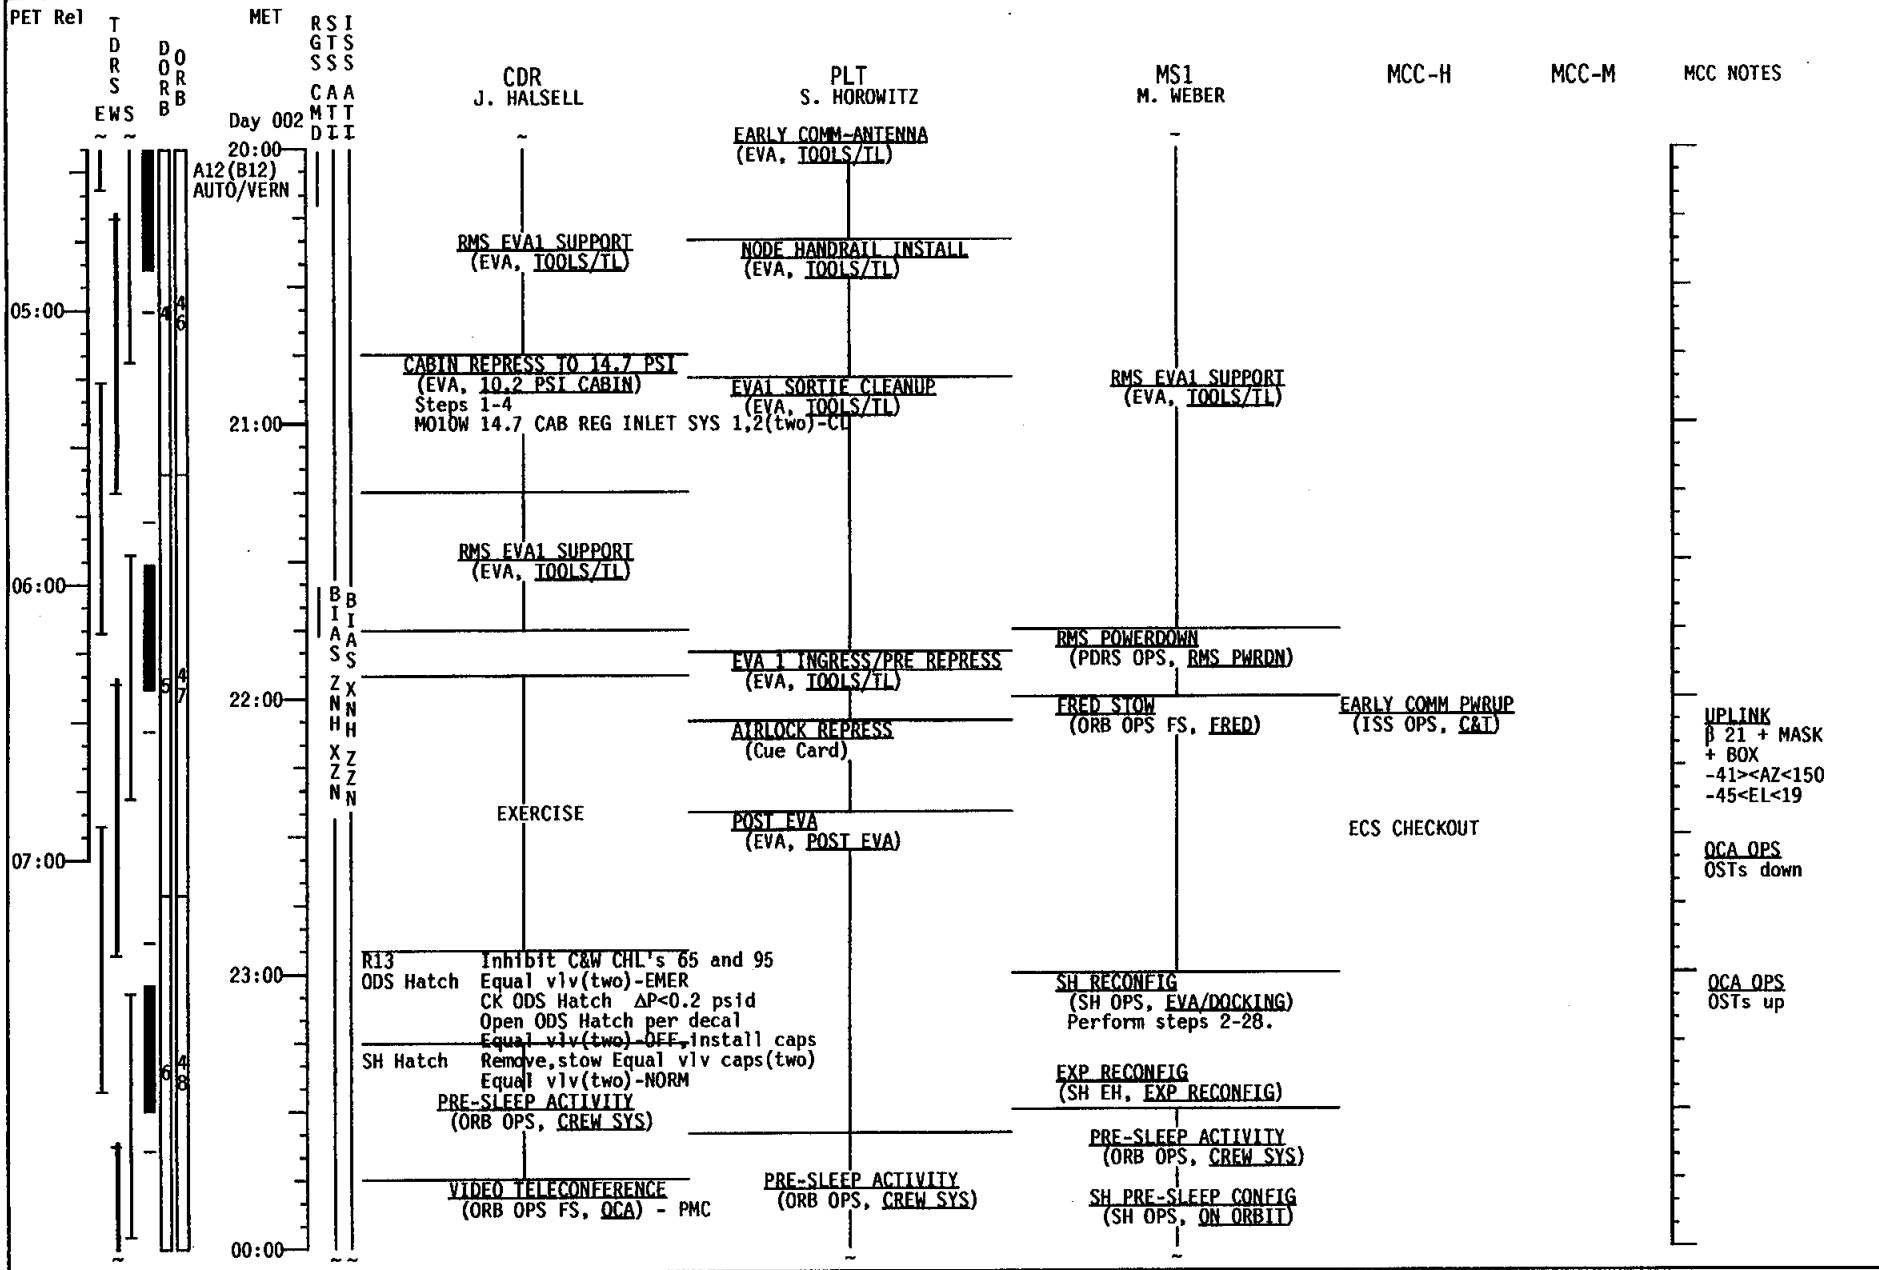 PET Rel
TDRS
E W S
DORB
ORB
MET
Day 002
RGS CMD
STS ATT
ISS ATT
CDR
J. HALSELL
PLT
S. HOROWITZ
MS1
M. WEBER
MCC-H
MCC-M
MCC NOTES
20:00
A12(B12)
AUTO/VERN
05:00
21:00
06:00
22:00
07:00
23:00
00:00
4
46
5
47
6
48
BIAS ZNH XZN
BIAS XNH ZZN
RMS EVA1 SUPPORT
(EVA, TOOLS/TL)
CABIN REPRESS TO 14.7 PSI
(EVA, 10.2 PSI CABIN)
Steps 1-4
MO10W 14.7 CAB REG INLET SYS 1,2(two)-CL
RMS EVA1 SUPPORT
(EVA, TOOLS/TL)
EXERCISE
R13 Inhibit C&W CHL's 65 and 95
ODS Hatch Equal vlv(two)-EMER
CK ODS Hatch ΔP<0.2 psid
Open ODS Hatch per decal
Equal vlv(two)-OFF,install caps
SH Hatch Remove,stow Equal vlv caps(two)
Equal vlv(two)-NORM
PRE-SLEEP ACTIVITY
(ORB OPS, CREW SYS)
VIDEO TELECONFERENCE
(ORB OPS FS, OCA) - PMC
EARLY COMM-ANTENNA
(EVA, TOOLS/TL)
NODE HANDRAIL INSTALL
(EVA, TOOLS/TL)
EVA1 SORTIE CLEANUP
(EVA, TOOLS/TL)
EVA 1 INGRESS/PRE REPRESS
(EVA, TOOLS/TL)
AIRLOCK REPRESS
(Cue Card)
POST EVA
(EVA, POST EVA)
PRE-SLEEP ACTIVITY
(ORB OPS, CREW SYS)
RMS EVA1 SUPPORT
(EVA, TOOLS/TL)
RMS POWERDOWN
(PDRS OPS, RMS PWRDN)
FRED STOW
(ORB OPS FS, FRED)
SH RECONFIG
(SH OPS, EVA/DOCKING)
Perform steps 2-28.
EXP RECONFIG
(SH EH, EXP RECONFIG)
PRE-SLEEP ACTIVITY
(ORB OPS, CREW SYS)
SH PRE-SLEEP CONFIG
(SH OPS, ON ORBIT)
EARLY COMM PWRUP
(ISS OPS, C&T)
ECS CHECKOUT
UPLINK
β 21 + MASK
+ BOX
-41><AZ<150
-45<EL<19
OCA OPS
OSTs down
OCA OPS
OSTs up